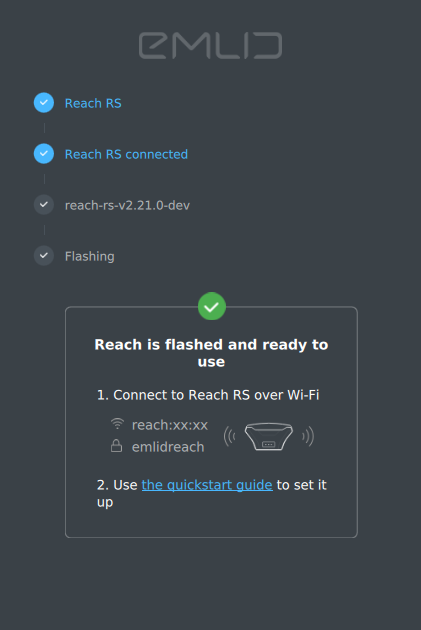 EMLID
Reach RS
Reach RS connected
reach-rs-v2.21.0-dev
Flashing
Reach is flashed and ready to
use
1. Connect to Reach RS over Wi-Fi
reach:xx:xx
emlidreach
2. Use the quickstart guide to set it
up